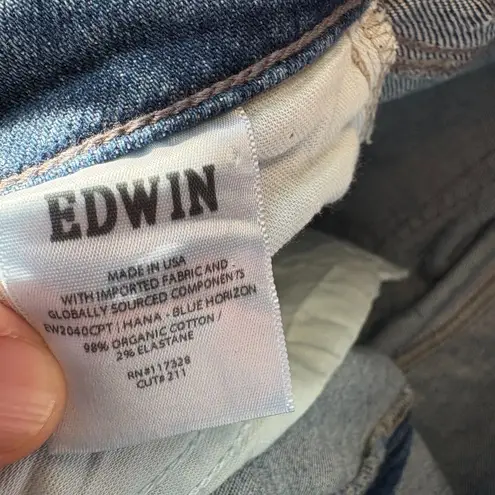 EDWIN
MADE IN USA
WITH IMPORTED FABRIC AND
GLOBALLY SOURCED COMPONENTS
EW2040CPT | HANA - BLUE HORIZON
98% ORGANIC COTTON /
2% ELASTANE
RN#117328
CUT# 211